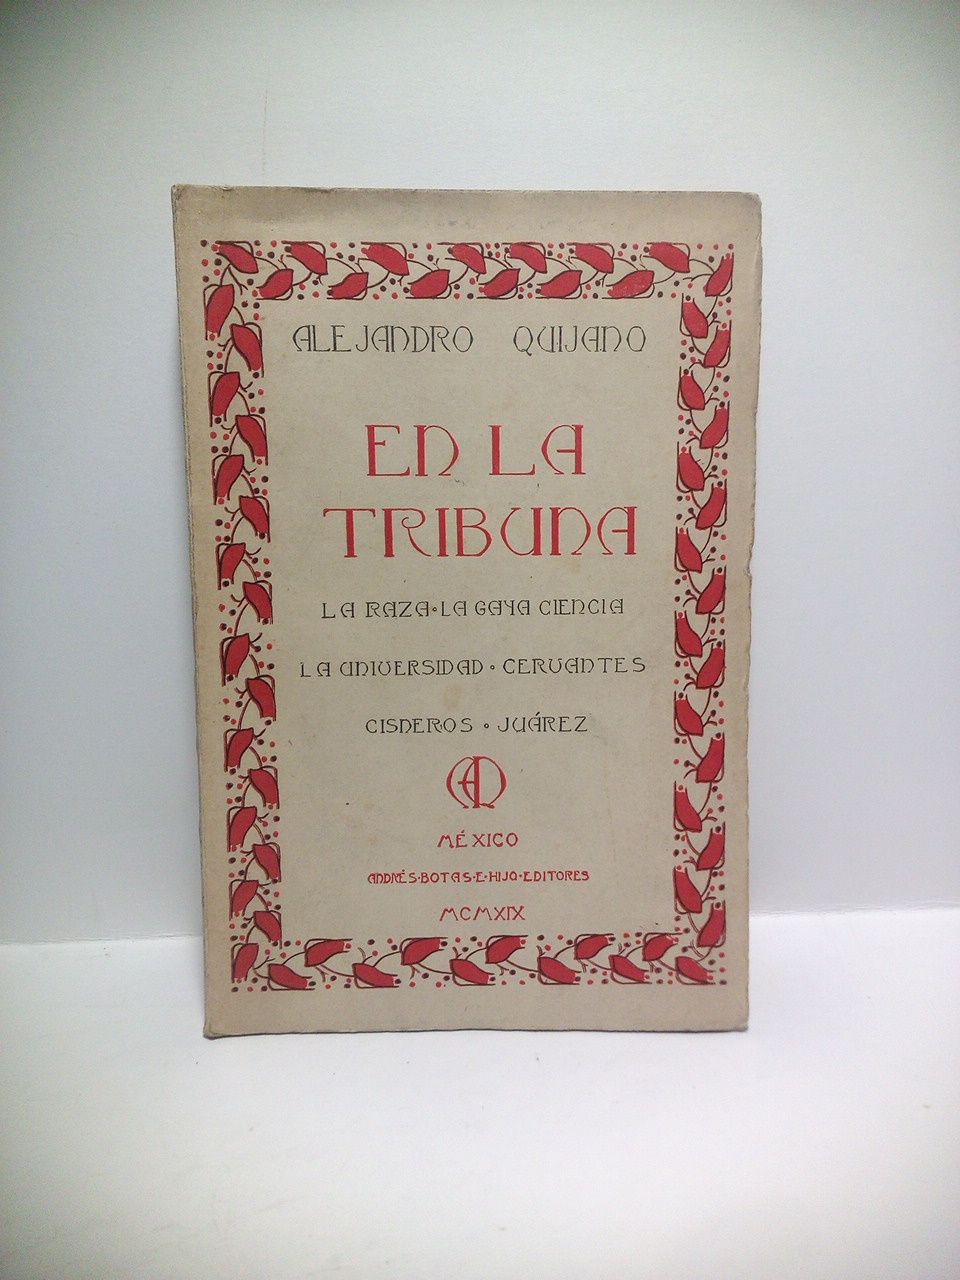 ALEJANDRO QUIJANO
EN LA
TRIBUNA
LA RAZA•LA GAYA CIENCIA
LA UNIVERSIDAD • CERVANTES
CISNEROS • JUÁREZ
AQ
MÉXICO
ANDRÉS•BOTAS•E•HIJO•EDITORES
MCMXIX